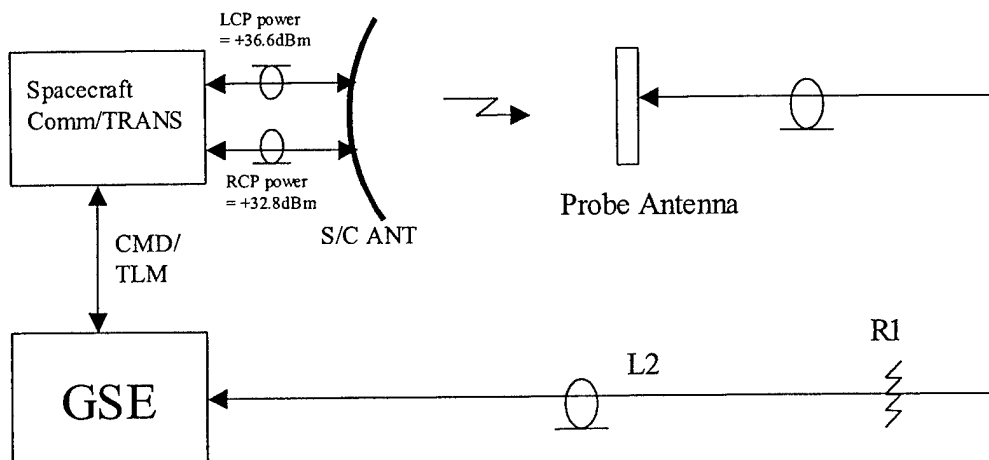 LCP power
= +36.6dBm
Spacecraft
Comm/TRANS
RCP power
= +32.8dBm
S/C ANT
Probe Antenna
CMD/
TLM
GSE
L2
R1